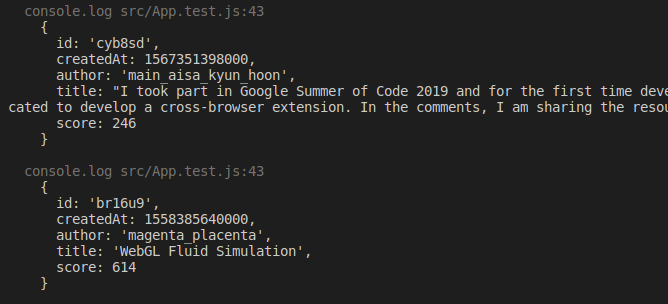 console.log src/App.test.js:43
{
id: 'cyb8sd',
createdAt: 1567351398000,
author: 'main_aisa_kyun_hoon',
title: "I took part in Google Summer of Code 2019 and for the first time deve
cated to develop a cross-browser extension. In the comments, I am sharing the resou
score: 246
}
console.log src/App.test.js:43
{
id: 'br16u9',
createdAt: 1558385640000,
author: 'magenta_placenta',
title: 'WebGL Fluid Simulation',
score: 614
}